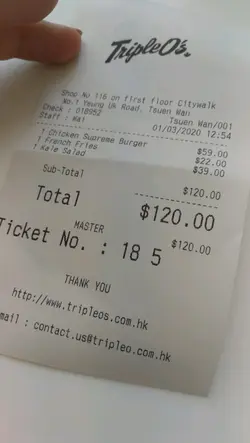 TripleO's.
Shop No 116 on first floor Citywalk
No.1 Yeung Uk Road, Tsuen Wan
Tsuen Wan/001
Check : 018952 01/03/2020 12:54
Staff : Wai
1 Chicken Supreme Burger $59.00
1 French Fries $22.00
1 Kale Salad $39.00
Sub-Total $120.00
Total $120.00
MASTER $120.00
Ticket No. : 18 5
THANK YOU
http://www.tripleos.com.hk
mail : contact.us@tripleo.com.hk